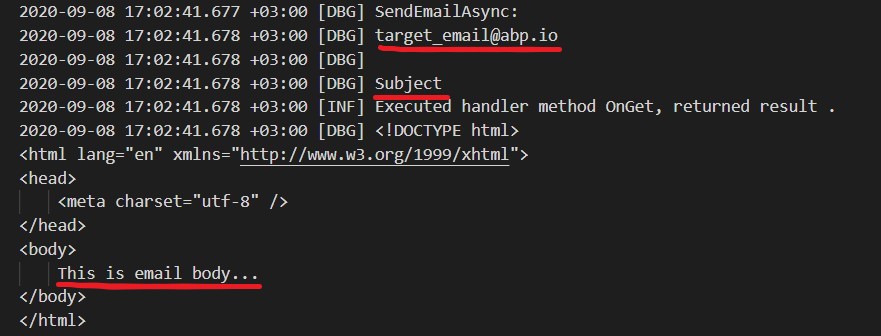 2020-09-08 17:02:41.677 +03:00 [DBG] SendEmailAsync:
2020-09-08 17:02:41.678 +03:00 [DBG] target_email@abp.io
2020-09-08 17:02:41.678 +03:00 [DBG]
2020-09-08 17:02:41.678 +03:00 [DBG] Subject
2020-09-08 17:02:41.678 +03:00 [INF] Executed handler method OnGet, returned result .
2020-09-08 17:02:41.678 +03:00 [DBG] <!DOCTYPE html>
<html lang="en" xmlns="http://www.w3.org/1999/xhtml">
<head>
    <meta charset="utf-8" />
</head>
<body>
    This is email body...
</body>
</html>